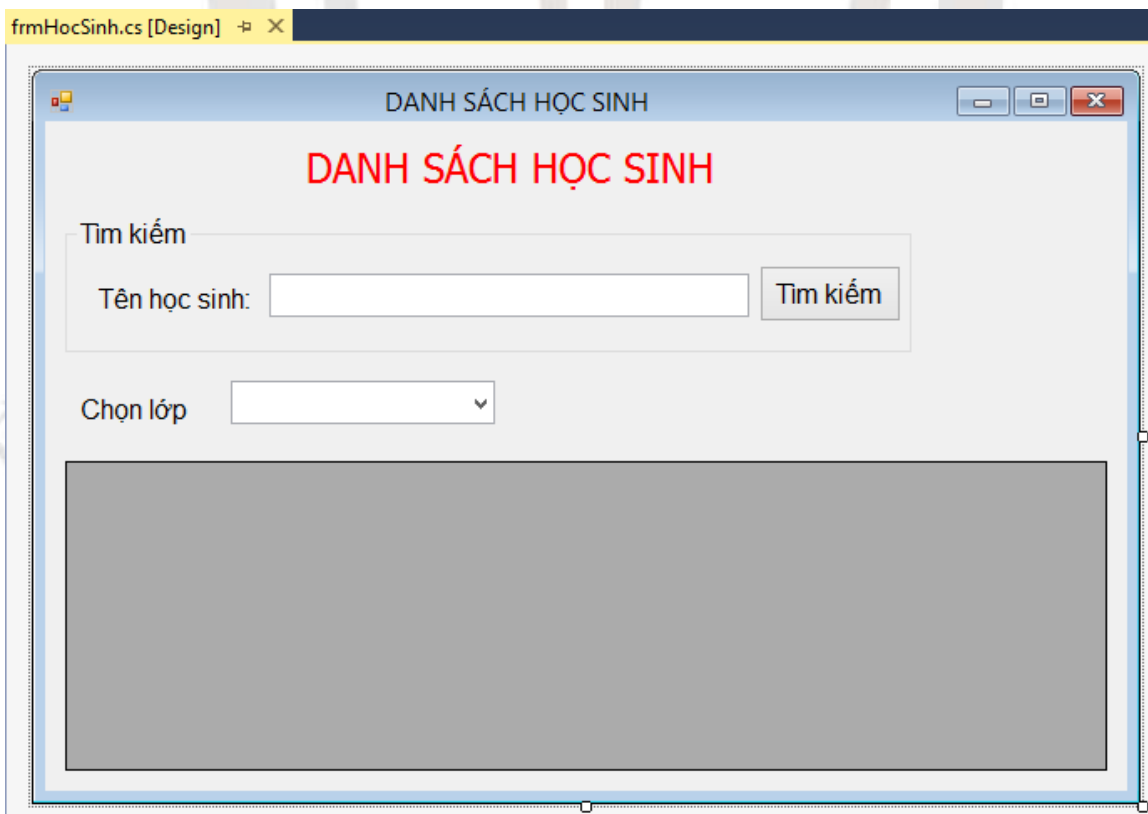 frmHocSinh.cs [Design]
DANH SÁCH HỌC SINH
DANH SÁCH HỌC SINH
Tìm kiếm
Tên học sinh:
Tìm kiếm
Chọn lớp